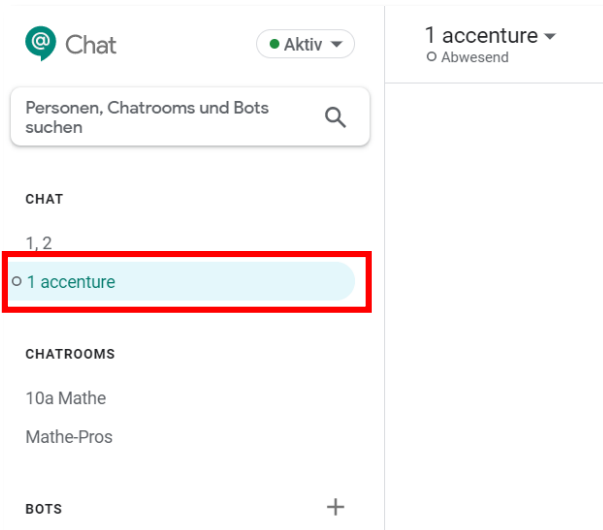 Chat
Aktiv
Personen, Chatrooms und Bots
suchen
CHAT
1, 2
1 accenture
CHATROOMS
10a Mathe
Mathe-Pros
BOTS
1 accenture
Abwesend